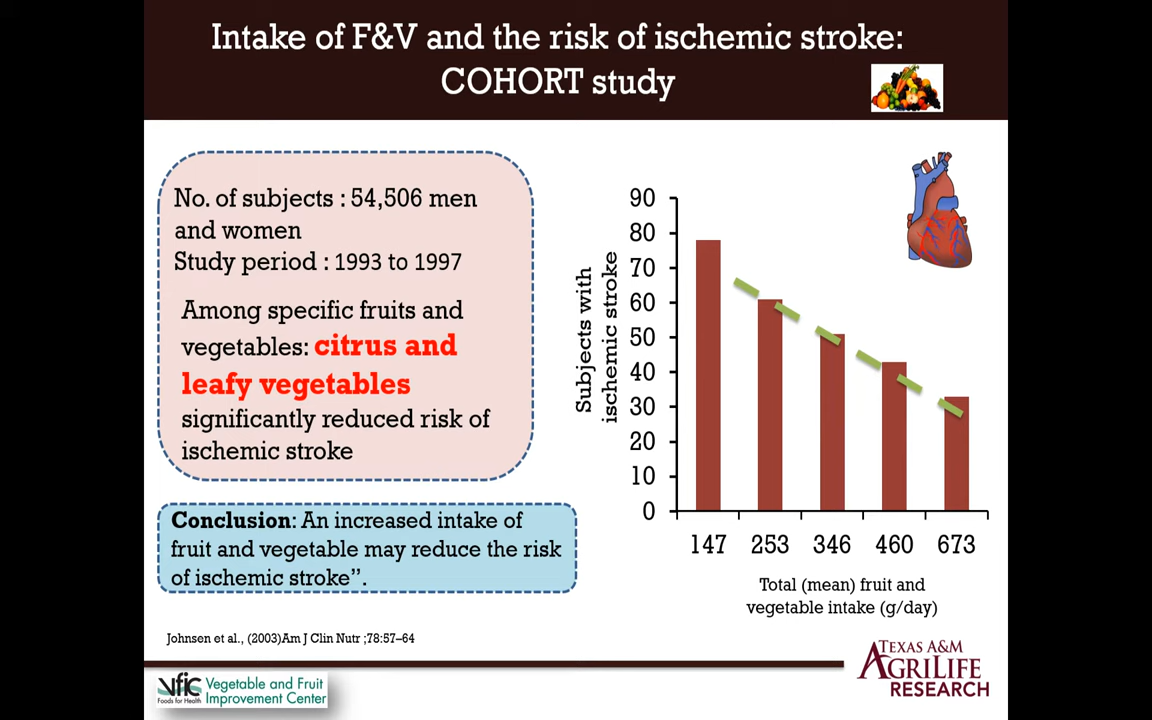 Intake of F&V and the risk of ischemic stroke:
COHORT study
No. of subjects : 54,506 men
and women
Study period : 1993 to 1997
Among specific fruits and
vegetables: citrus and
leafy vegetables
significantly reduced risk of
ischemic stroke
Conclusion: An increased intake of
fruit and vegetable may reduce the risk
of ischemic stroke”.
Subjects with
ischemic stroke
90
80
70
60
50
40
30
20
10
0
147 253 346 460 673
Total (mean) fruit and
vegetable intake (g/day)
Johnsen et al., (2003)Am J Clin Nutr ;78:57–64
vfic
Foods for Health
Vegetable and Fruit
Improvement Center
TEXAS A&M
AGRILIFE
RESEARCH